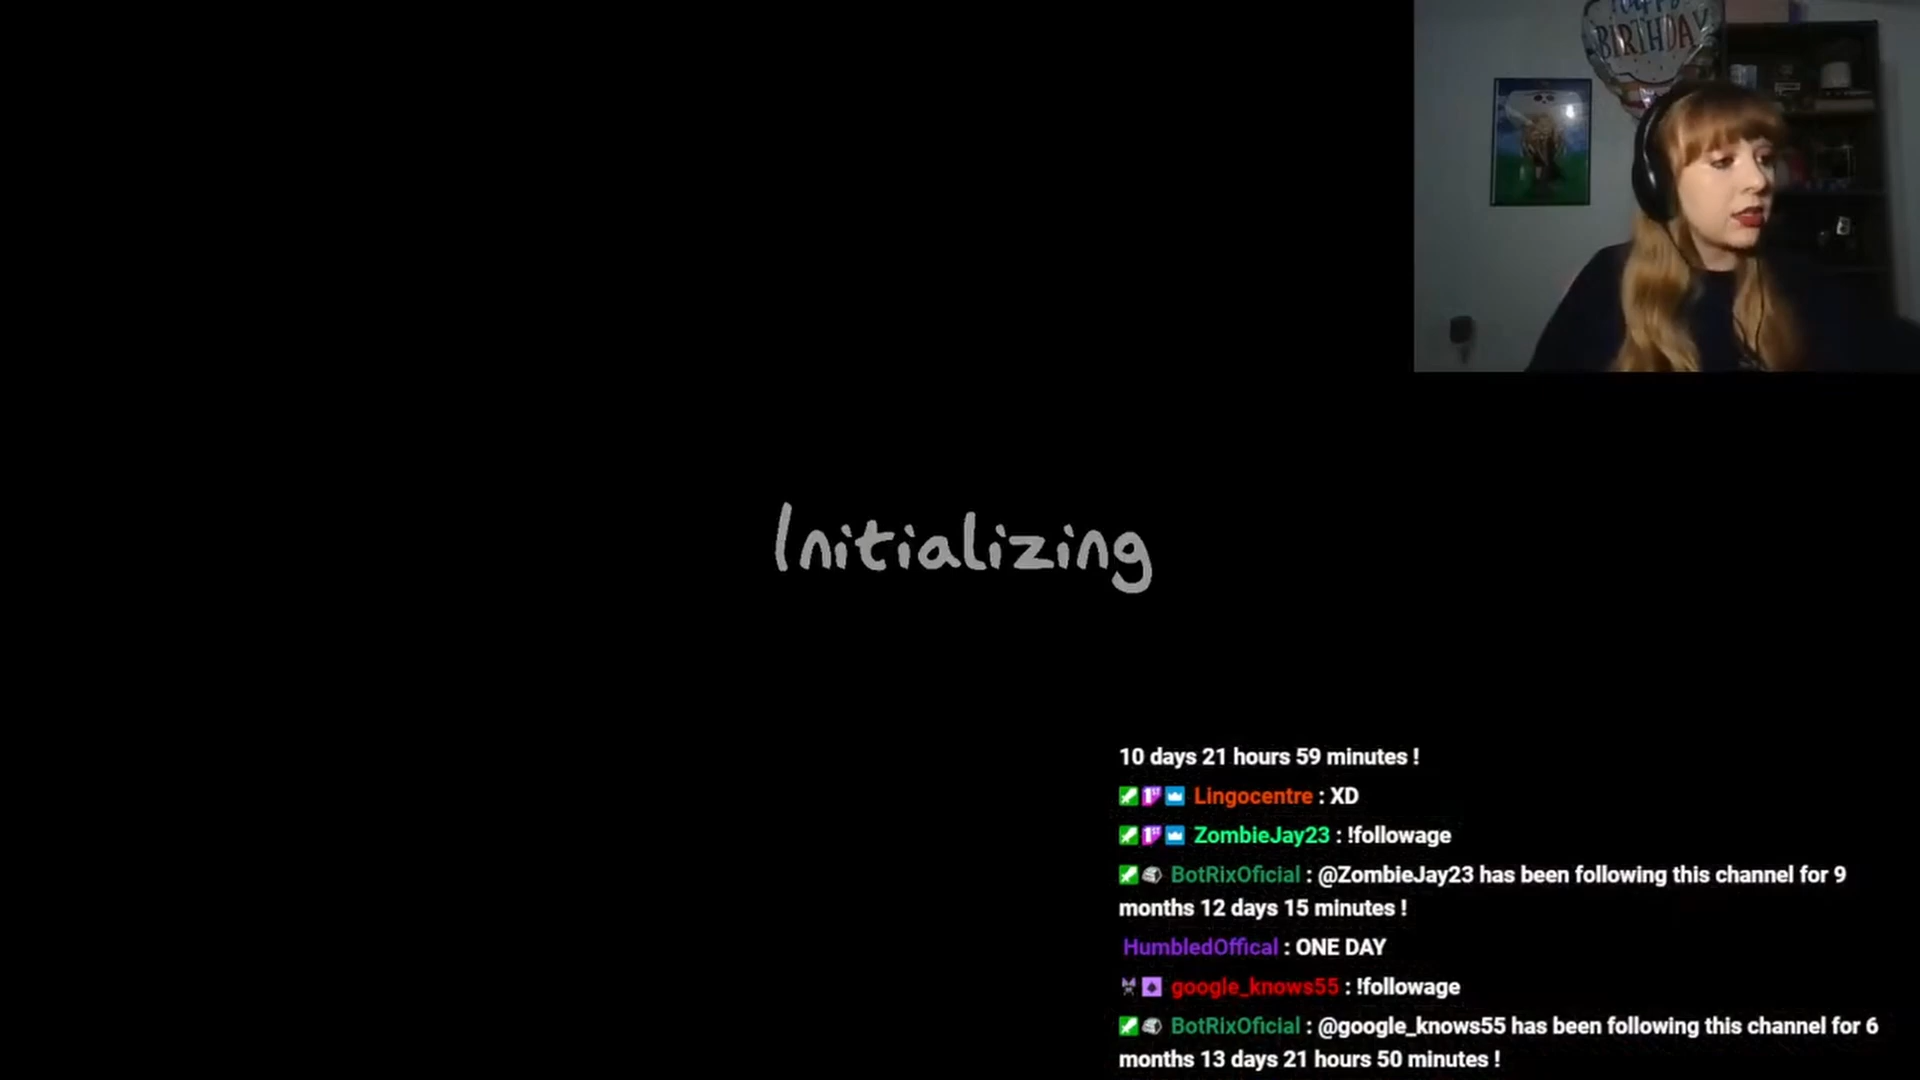 HAPPY
BIRTHDAY
Initializing
10 days 21 hours 59 minutes !
Lingocentre : XD
ZombieJay23 : !followage
BotRixOficial : @ZombieJay23 has been following this channel for 9
months 12 days 15 minutes !
HumbledOffical : ONE DAY
google_knows55 : !followage
BotRixOficial : @google_knows55 has been following this channel for 6
months 13 days 21 hours 50 minutes !